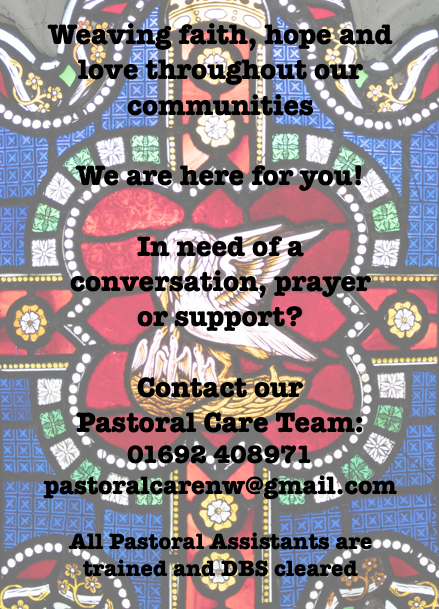 Weaving faith, hope and
love throughout our
communities
We are here for you!
In need of a
conversation, prayer
or support?
Contact our
Pastoral Care Team:
01692 408971
pastoralcarenw@gmail.com
All Pastoral Assistants are
trained and DBS cleared